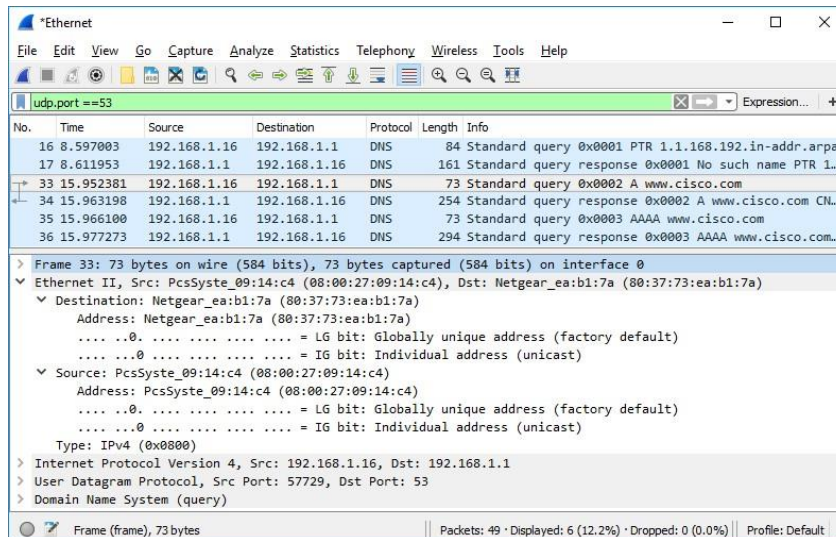 *Ethernet
File Edit View Go Capture Analyze Statistics Telephony Wireless Tools Help
udp.port ==53 Expression... +
No. Time Source Destination Protocol Length Info
16 8.597003 192.168.1.16 192.168.1.1 DNS 84 Standard query 0x0001 PTR 1.1.168.192.in-addr.arpa
17 8.611953 192.168.1.1 192.168.1.16 DNS 161 Standard query response 0x0001 No such name PTR 1…
33 15.952381 192.168.1.16 192.168.1.1 DNS 73 Standard query 0x0002 A www.cisco.com
34 15.963198 192.168.1.1 192.168.1.16 DNS 254 Standard query response 0x0002 A www.cisco.com CN…
35 15.966100 192.168.1.16 192.168.1.1 DNS 73 Standard query 0x0003 AAAA www.cisco.com
36 15.977273 192.168.1.1 192.168.1.16 DNS 294 Standard query response 0x0003 AAAA www.cisco.com…
> Frame 33: 73 bytes on wire (584 bits), 73 bytes captured (584 bits) on interface 0
Ethernet II, Src: PcsSyste_09:14:c4 (08:00:27:09:14:c4), Dst: Netgear_ea:b1:7a (80:37:73:ea:b1:7a)
Destination: Netgear_ea:b1:7a (80:37:73:ea:b1:7a)
Address: Netgear_ea:b1:7a (80:37:73:ea:b1:7a)
.... ..0. .... .... .... .... = LG bit: Globally unique address (factory default)
.... ...0 .... .... .... .... = IG bit: Individual address (unicast)
Source: PcsSyste_09:14:c4 (08:00:27:09:14:c4)
Address: PcsSyste_09:14:c4 (08:00:27:09:14:c4)
.... ..0. .... .... .... .... = LG bit: Globally unique address (factory default)
.... ...0 .... .... .... .... = IG bit: Individual address (unicast)
Type: IPv4 (0x0800)
> Internet Protocol Version 4, Src: 192.168.1.16, Dst: 192.168.1.1
> User Datagram Protocol, Src Port: 57729, Dst Port: 53
> Domain Name System (query)
Frame (frame), 73 bytes Packets: 49 · Displayed: 6 (12.2%) · Dropped: 0 (0.0%) Profile: Default